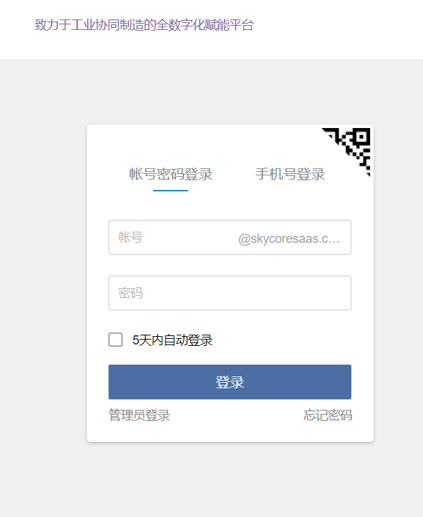 致力于工业协同制造的全数字化赋能平台
帐号密码登录 手机号登录
帐号 @skycoresaas.c...
密码
5天内自动登录
登录
管理员登录 忘记密码